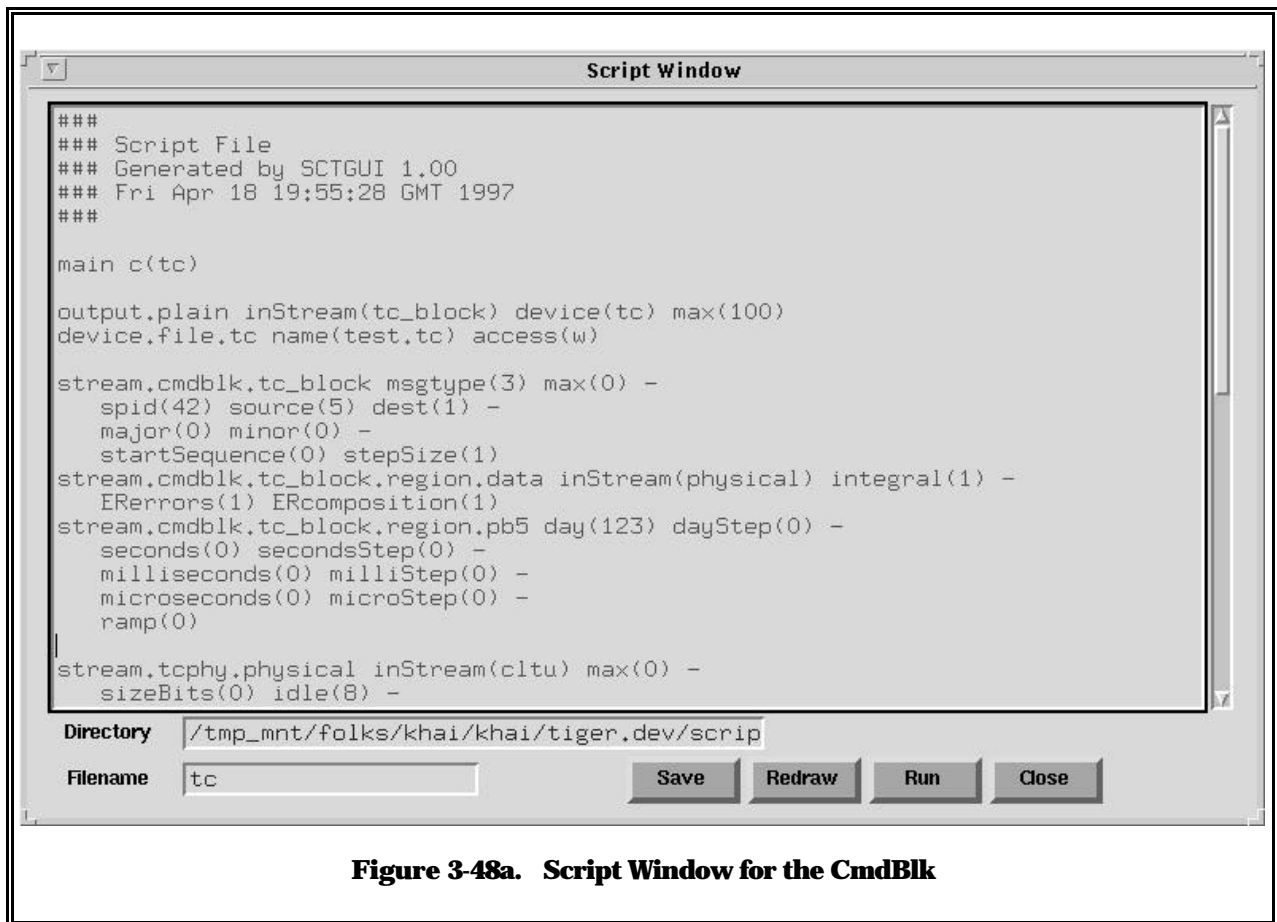 Script Window
###
### Script File
### Generated by SCTGUI 1.00
### Fri Apr 18 19:55:28 GMT 1997
###
main c(tc)
output.plain inStream(tc_block) device(tc) max(100)
device.file.tc name(test.tc) access(w)
stream.cmdblk.tc_block msgtype(3) max(0) -
spid(42) source(5) dest(1) -
major(0) minor(0) -
startSequence(0) stepSize(1)
stream.cmdblk.tc_block.region.data inStream(physical) integral(1) -
ERerrors(1) ERcomposition(1)
stream.cmdblk.tc_block.region.pb5 day(123) dayStep(0) -
seconds(0) secondsStep(0) -
milliseconds(0) milliStep(0) -
microseconds(0) microStep(0) -
ramp(0)
stream.tcphy.physical inStream(cltu) max(0) -
sizeBits(0) idle(8) -
Directory /tmp_mnt/folks/khai/khai/tiger.dev/scrip
Filename tc Save Redraw Run Close
Figure 3-48a. Script Window for the CmdBlk